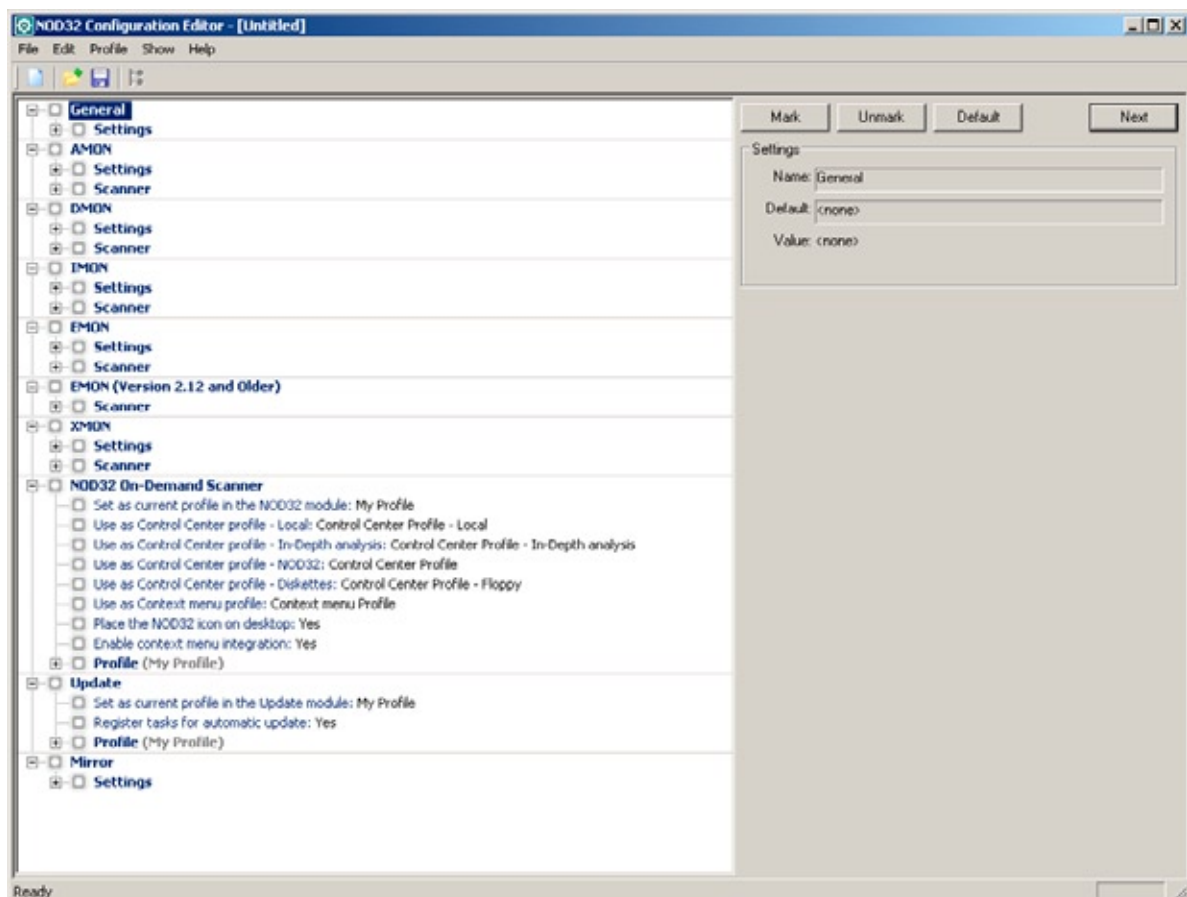 NOD32 Configuration Editor - [Untitled]
File Edit Profile Show Help
General
Settings
AMON
Settings
Scanner
DMON
Settings
Scanner
IMON
Settings
Scanner
EMON
Settings
Scanner
EMON (Version 2.12 and Older)
Scanner
XMON
Settings
Scanner
NOD32 On-Demand Scanner
Set as current profile in the NOD32 module: My Profile
Use as Control Center profile - Local: Control Center Profile - Local
Use as Control Center profile - In-Depth analysis: Control Center Profile - In-Depth analysis
Use as Control Center profile - NOD32: Control Center Profile
Use as Control Center profile - Diskettes: Control Center Profile - Floppy
Use as Context menu profile: Context menu Profile
Place the NOD32 icon on desktop: Yes
Enable context menu integration: Yes
Profile (My Profile)
Update
Set as current profile in the Update module: My Profile
Register tasks for automatic update: Yes
Profile (My Profile)
Mirror
Settings
Mark Unmark Default Next
Settings
Name: General
Default: <none>
Value: <none>
Ready